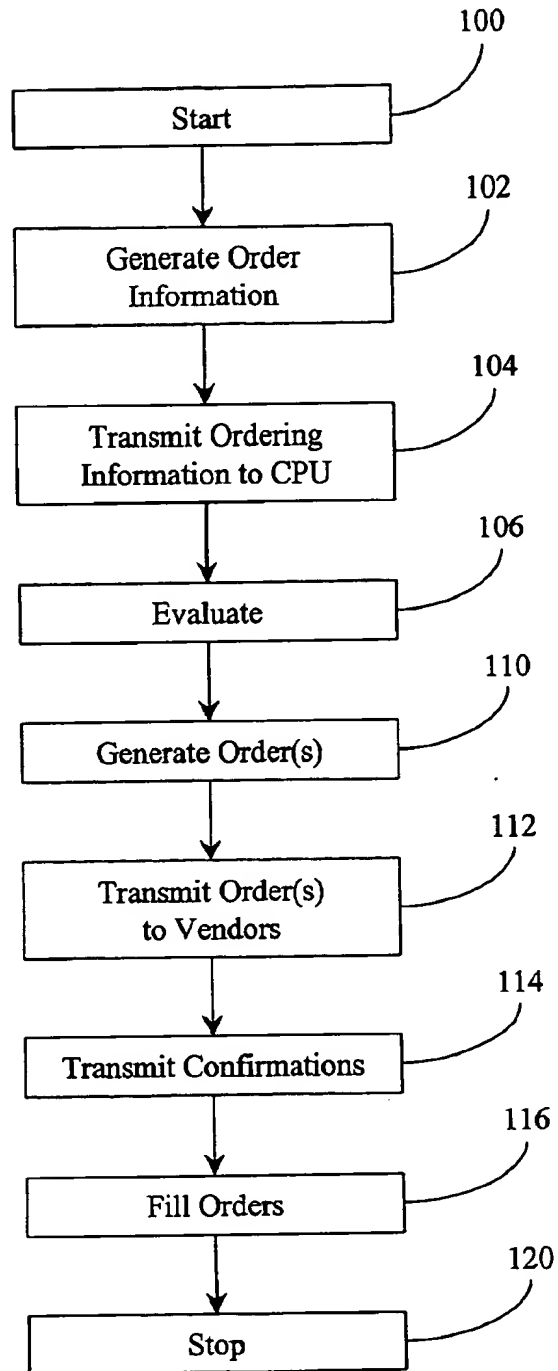 100
Start
102
Generate Order
Information
104
Transmit Ordering
Information to CPU
106
Evaluate
110
Generate Order(s)
112
Transmit Order(s)
to Vendors
114
Transmit Confirmations
116
Fill Orders
120
Stop